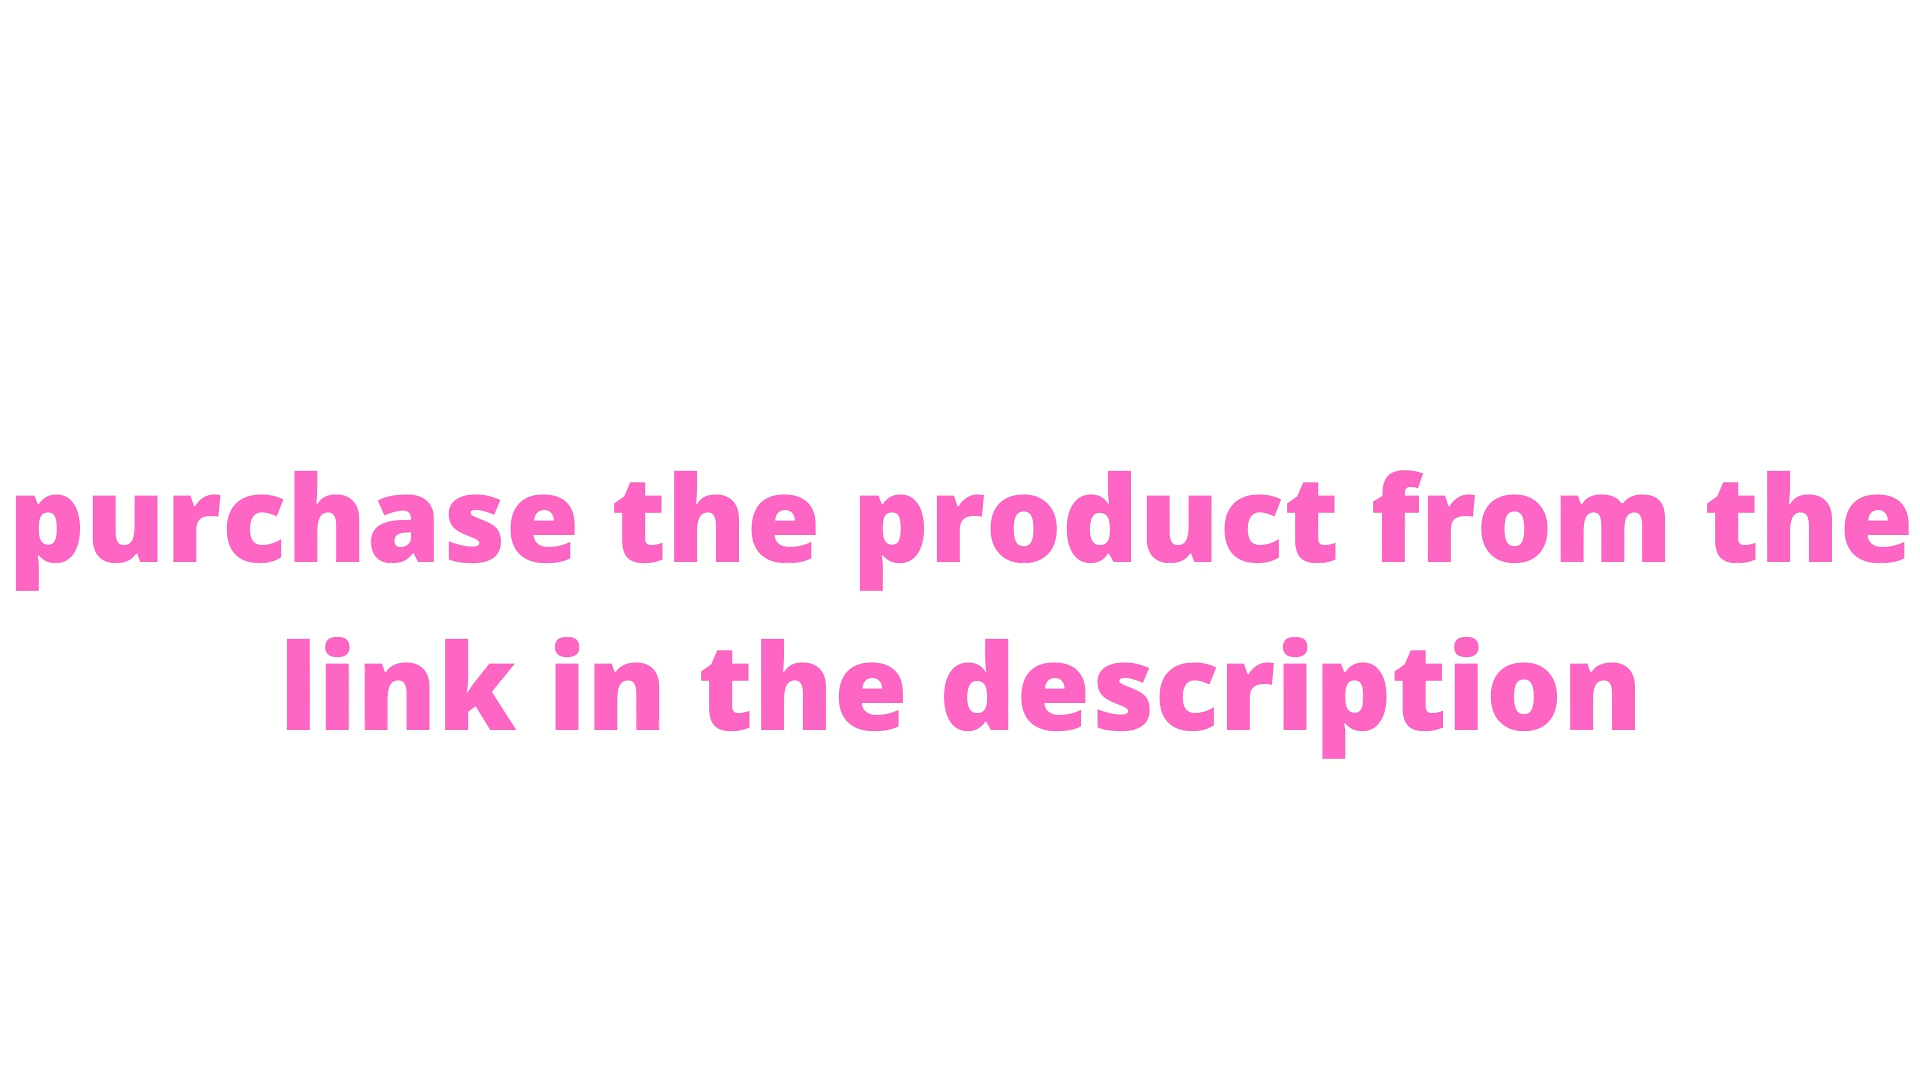 purchase the product from the
link in the description